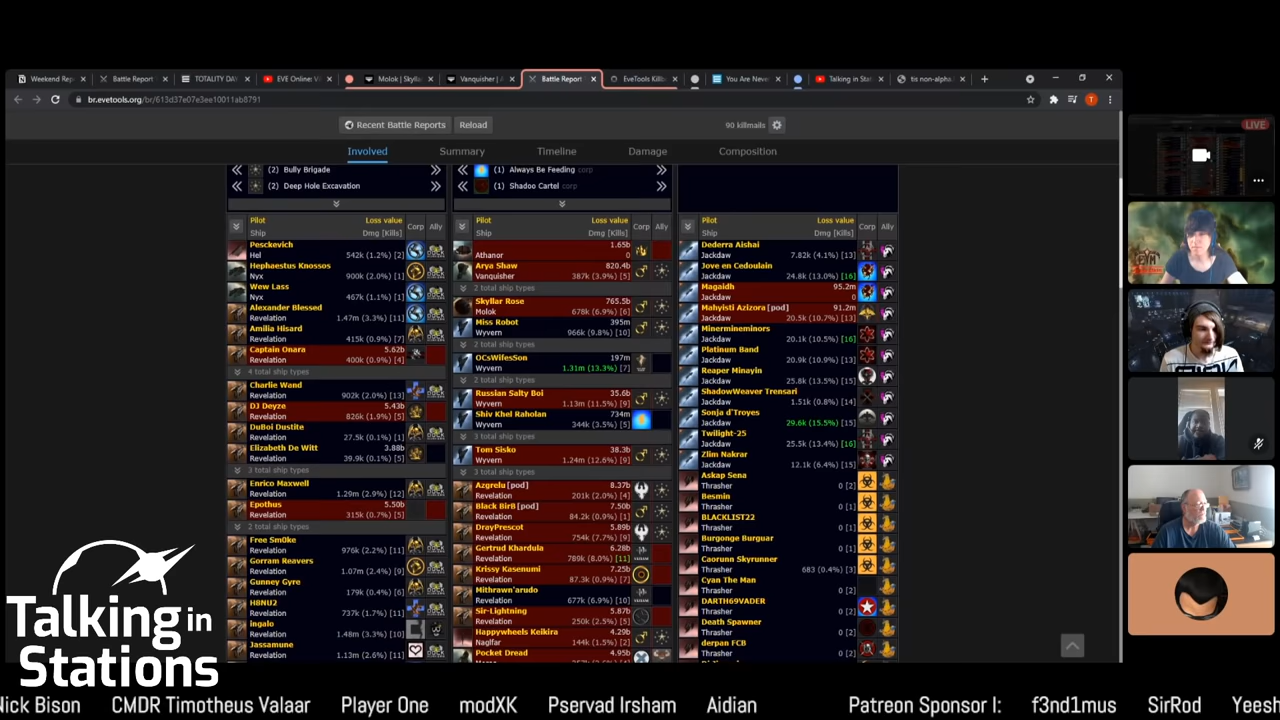 Weekend Rep
Battle Report
TOTALITY DAY
EVE Online: V
Molok | Skylla
Vanquisher | A
Battle Report
EveTools Killb
You Are Neve
Talking in Stat
tis non-alpha
br.evetools.org/br/613d37e07e3ee10011ab8791
Recent Battle Reports
Reload
90 killmails
Involved
Summary
Timeline
Damage
Composition
(2) Bully Brigade
(2) Deep Hole Excavation
Pilot Loss value Corp Ally
Ship Dmg [Kills]
Pesckevich
Hel 542k (1.2%) [2]
Hephaestus Knossos
Nyx 900k (2.0%) [1]
Wew Lass
Nyx 467k (1.1%) [1]
Alexander Blessed
Revelation 1.47m (3.3%) [11]
Amilia Hisard
Revelation 415k (0.9%) [7]
Captain Onara 5.62b
Revelation 400k (0.9%) [4]
4 total ship types
Charlie Wand
Revelation 902k (2.0%) [13]
DJ Deyze 5.43b
Revelation 826k (1.9%) [5]
DuBoi Dustite
Revelation 27.5k (0.1%) [1]
Elizabeth De Witt 3.88b
Revelation 39.9k (0.1%) [5]
3 total ship types
Enrico Maxwell
Revelation 1.29m (2.9%) [12]
Epothus 5.50b
Revelation 315k (0.7%) [5]
2 total ship types
Free Sm0ke
Revelation 976k (2.2%) [11]
Gorram Reavers
Revelation 1.07m (2.4%) [9]
Gunney Gyre
Revelation 179k (0.4%) [6]
H8NU2
Revelation 737k (1.7%) [11]
ingalo
Revelation 1.48m (3.3%) [10]
Jassamune
Revelation 1.13m (2.6%) [11]
(1) Always Be Feeding corp
(1) Shadoo Cartel corp
Pilot Loss value Corp Ally
Ship Dmg [Kills]
1.65b
Athanor 0
Arya Shaw 820.4b
Vanquisher 387k (3.9%) [5]
2 total ship types
Skyllar Rose 765.5b
Molok 678k (6.9%) [6]
Miss Robot 395m
Wyvern 966k (9.8%) [10]
2 total ship types
OCsWifesSon 197m
Wyvern 1.31m (13.3%) [7]
2 total ship types
Russian Salty Boi 35.6b
Wyvern 1.13m (11.5%) [9]
Shiv Khel Raholan 734m
Wyvern 344k (3.5%) [5]
3 total ship types
Tom Sisko 38.3b
Wyvern 1.24m (12.6%) [9]
3 total ship types
Azgrelu [pod] 8.37b
Revelation 201k (2.0%) [4]
Black BirB [pod] 7.50b
Revelation 84.2k (0.9%) [1]
DrayPrescot 5.89b
Revelation 754k (7.7%) [9]
Gertrud Khardula 6.28b
Revelation 789k (8.0%) [11]
Krissy Kasenumi 7.25b
Revelation 87.3k (0.9%) [7]
Mithrawn'arudo
Revelation 677k (6.9%) [10]
Sir-Lightning 5.87b
Revelation 250k (2.5%) [5]
Happywheels Keikira 4.29b
Naglfar 144k (1.5%) [2]
Pocket Dread 4.95b
Pilot Loss value Corp Ally
Ship Dmg [Kills]
Dederra Aishai
Jackdaw 7.82k (4.1%) [13]
Jove en Cedoulain
Jackdaw 24.8k (13.0%) [16]
Magaidh 95.2m
Jackdaw 0
Mahyisti Azizora [pod] 91.2m
Jackdaw 20.5k (10.7%) [13]
Minermineminors
Jackdaw 20.1k (10.5%) [16]
Platinum Band
Jackdaw 20.9k (10.9%) [13]
Reaper Minayin
Jackdaw 25.8k (13.5%) [15]
ShadowWeaver Trensari
Jackdaw 1.51k (0.8%) [14]
Sonja d'Troyes
Jackdaw 29.6k (15.5%) [15]
Twilight-25
Jackdaw 25.5k (13.4%) [16]
Zlim Nakrar
Jackdaw 12.1k (6.4%) [15]
Askap Sena
Thrasher 0 [2]
Besmin
Thrasher 0 [1]
BLACKLIST22
Thrasher 0 [1]
Burgonge Burguar
Thrasher 0 [1]
Caorunn Skyrunner
Thrasher 683 (0.4%) [3]
Cyan The Man
Thrasher 0 [2]
DARTH69VADER
Thrasher 0 [2]
Death Spawner
Thrasher 0 [2]
derpan FCB
Thrasher 0 [2]
LIVE
Talking in
Stations
Nick Bison CMDR Timotheus Valaar Player One modXK Pservad Irsham Aidian Patreon Sponsor I: f3nd1mus SirRod Yeesh